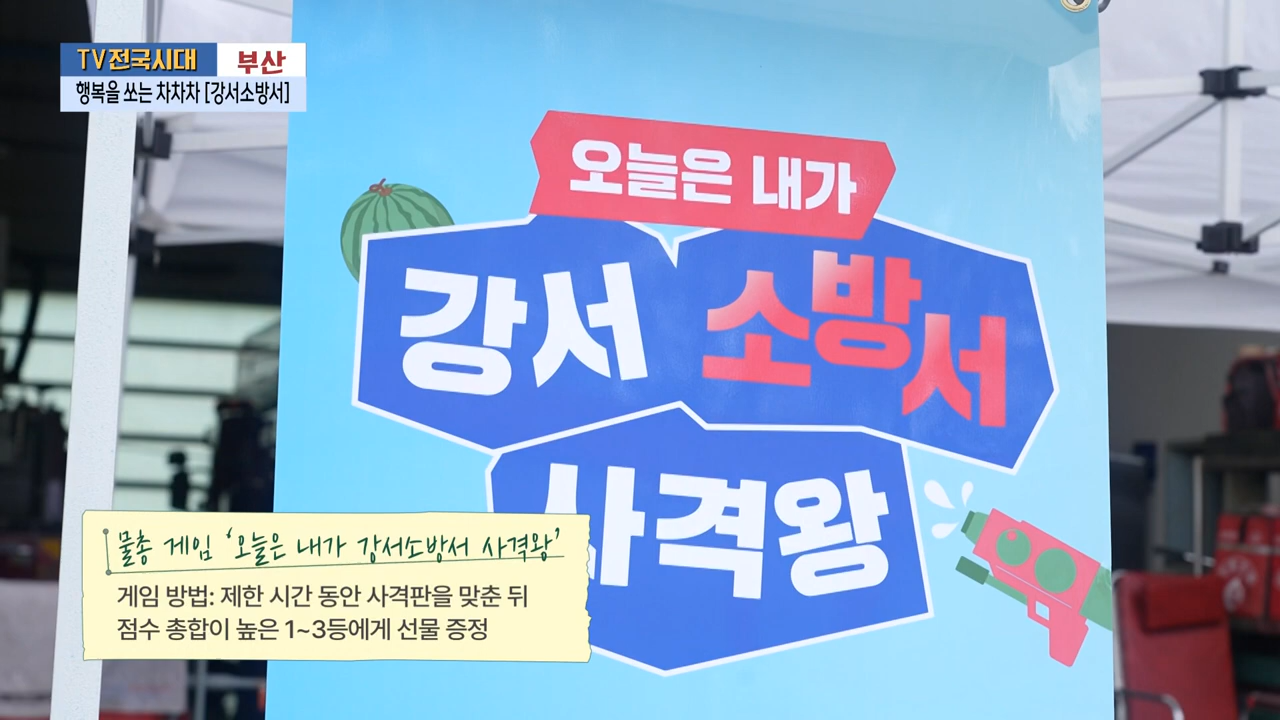 TV전국시대 부산
행복을 쏘는 차차차 [강서소방서]
오늘은 내가
강서 소방서
사격왕
물총 게임 ‘오늘은 내가 강서소방서 사격왕’
게임 방법: 제한 시간 동안 사격판을 맞춘 뒤
점수 총합이 높은 1~3등에게 선물 증정